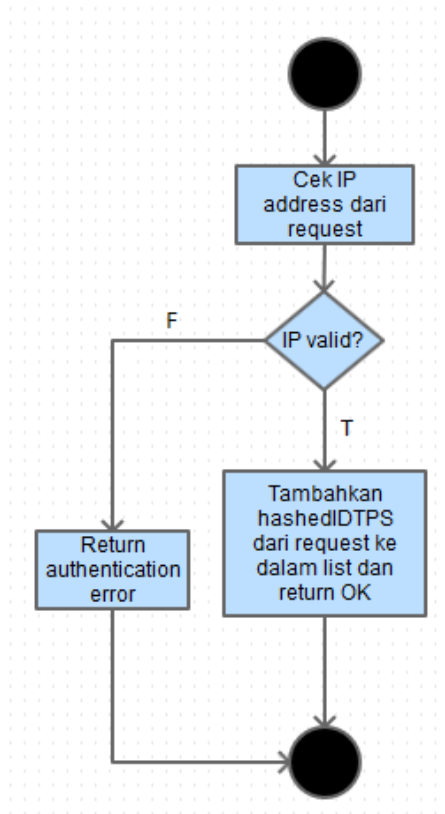 Cek IP
address dari
request
IP valid?
F
T
Tambahkan
hashedIDTPS
dari request ke
dalam list dan
return OK
Return
authentication
error